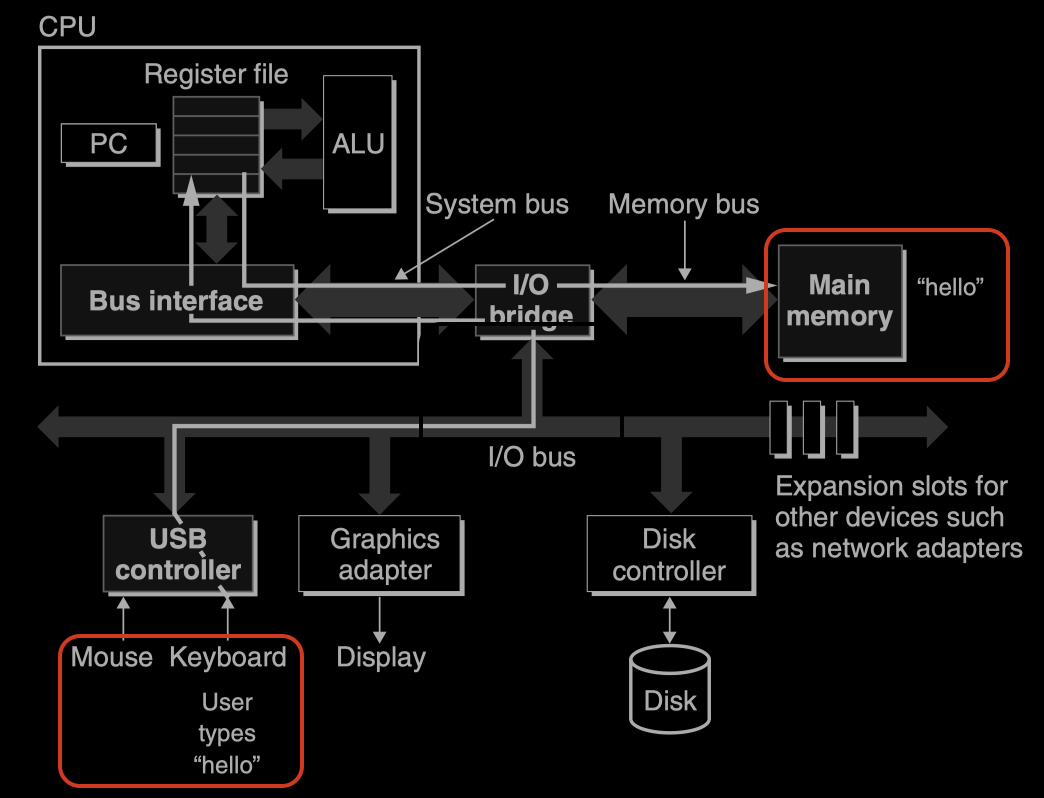 CPU
Register file
PC
ALU
System bus
Memory bus
Bus interface
I/O
bridge
Main
memory
“hello”
I/O bus
Expansion slots for
other devices such
as network adapters
USB
controller
Graphics
adapter
Disk
controller
Mouse
Keyboard
Display
User
types
“hello”
Disk